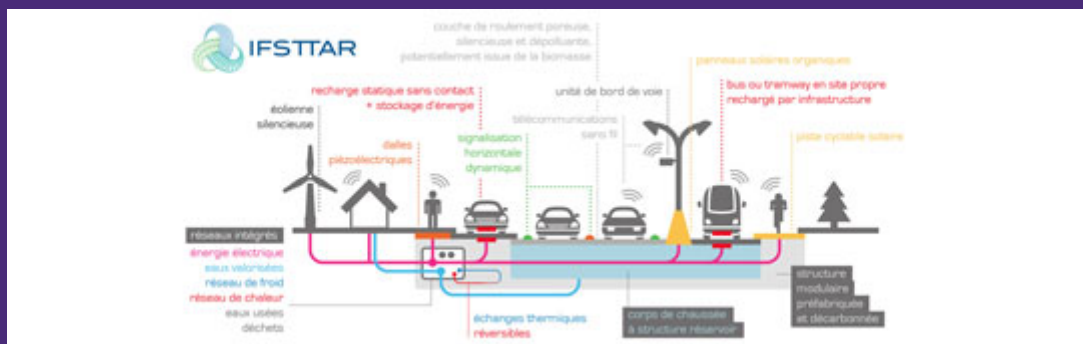 IFSTTAR
couche de roulement poreuse,
silencieuse et dépolluante,
potentiellement issue de la biomasse
panneaux solaires organiques
recharge statique sans contact
+ stockage d'énergie
unité de bord de voie
bus ou tramway en site propre
rechargé par infrastructure
éolienne
silencieuse
télécommunications
sans fil
dalles
piézoélectriques
signalisation
horizontale
dynamique
piste cyclable solaire
réseaux intégrés
énergie électrique
eaux valorisées
réseau de froid
réseau de chaleur
eaux usées
déchets
échanges thermiques
réversibles
corps de chaussée
à structure réservoir
structure
modulaire
préfabriquée
et décarbonnée